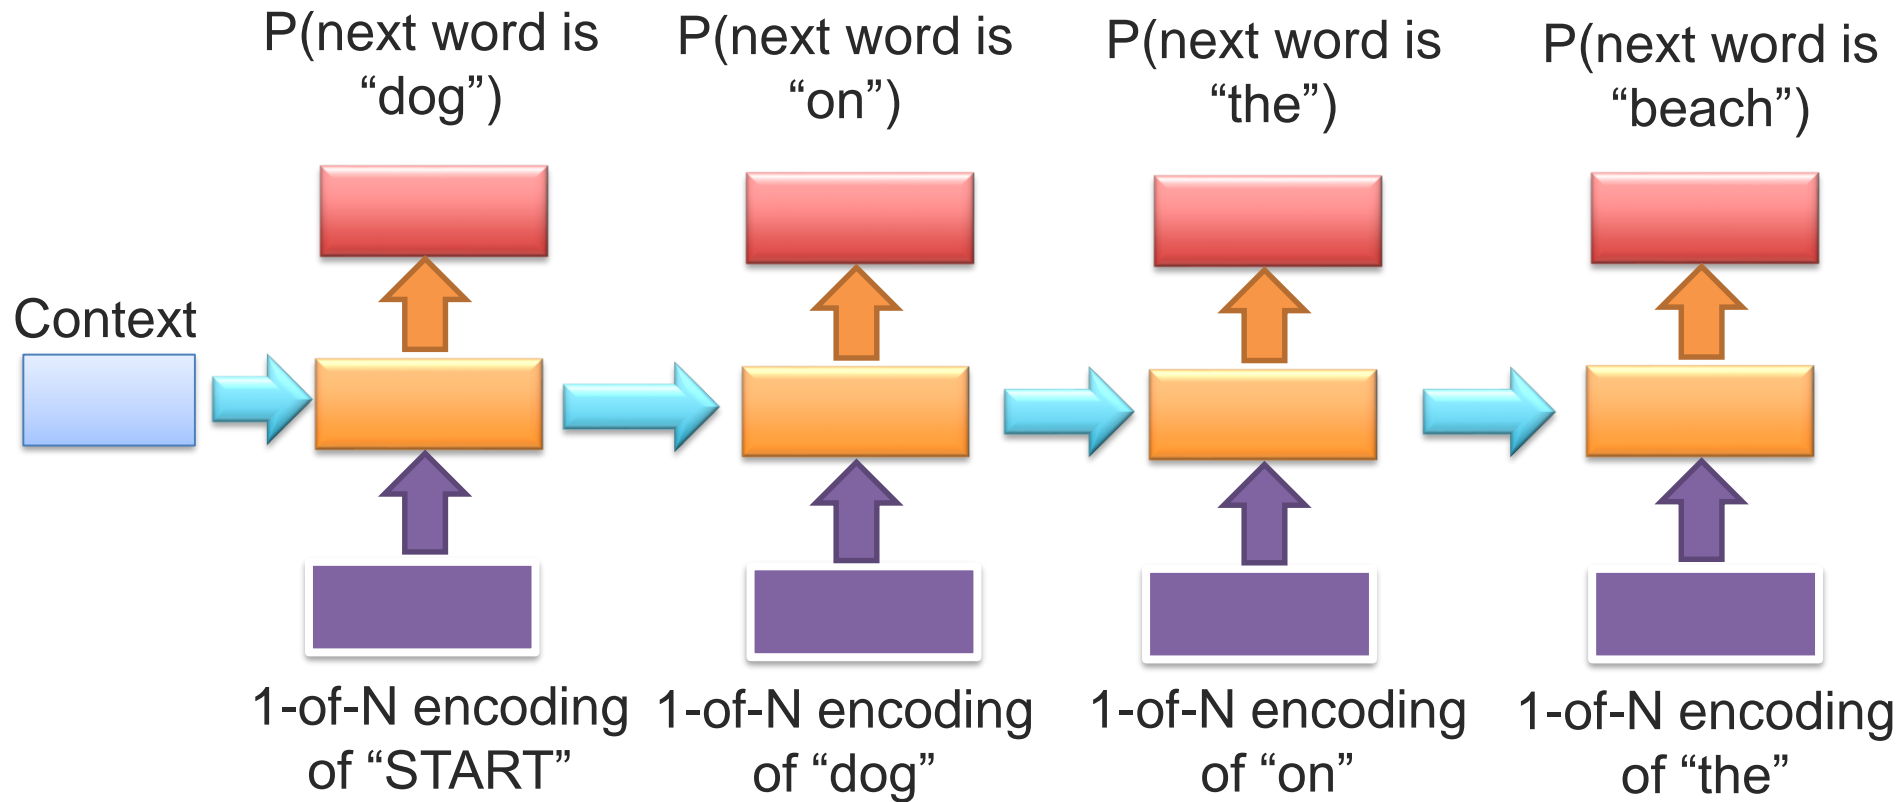 P(next word is
“dog”)
P(next word is
“on”)
P(next word is
“the”)
P(next word is
“beach”)
Context
1-of-N encoding
of “START”
1-of-N encoding
of “dog”
1-of-N encoding
of “on”
1-of-N encoding
of “the”